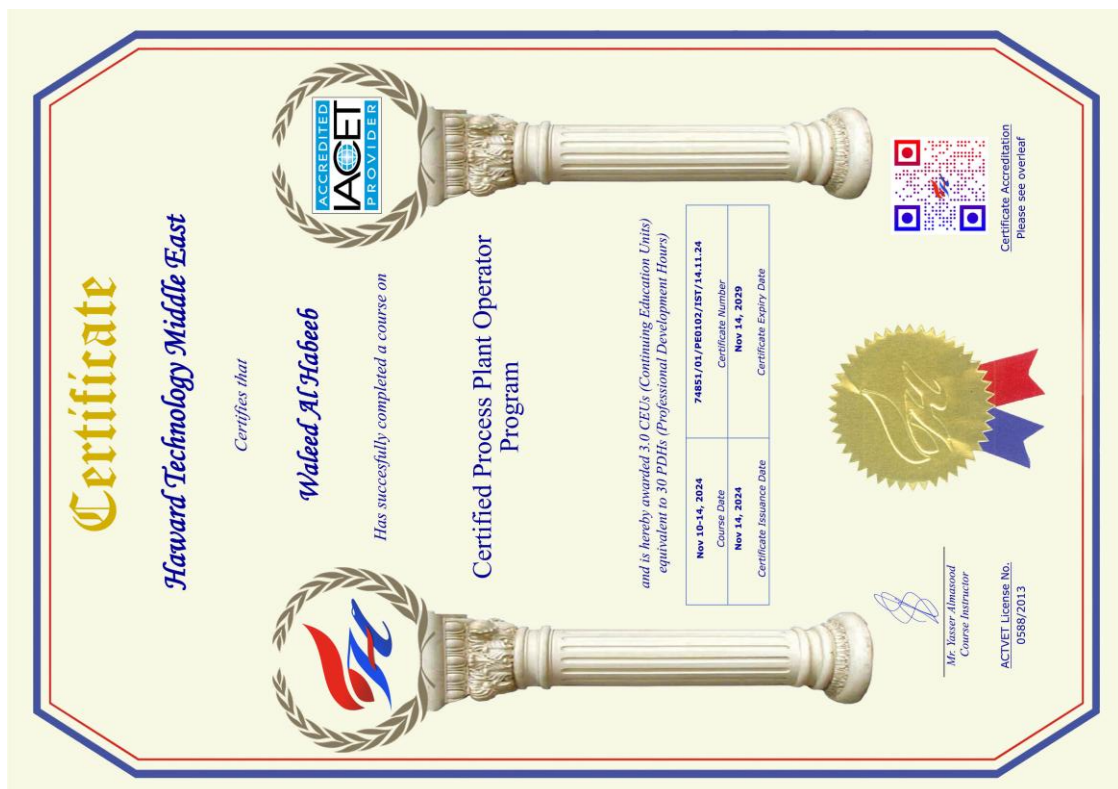 Certificate
Haward Technology Middle East
Certifies that
Waleed Al Habeeb
Has succesfully completed a course on
Certified Process Plant Operator
Program
and is hereby awarded 3.0 CEUs (Continuing Education Units)
equivalent to 30 PDHs (Professional Development Hours)
Nov 10-14, 2024
74851/01/PE0102/IST/14.11.24
Course Date
Certificate Number
Nov 14, 2024
Nov 14, 2029
Certificate Issuance Date
Certificate Expiry Date
ACCREDITED
IACET
PROVIDER
Mr. Yasser Almasood
Course Instructor
ACTVET License No.
0588/2013
Certificate Accreditation
Please see overleaf